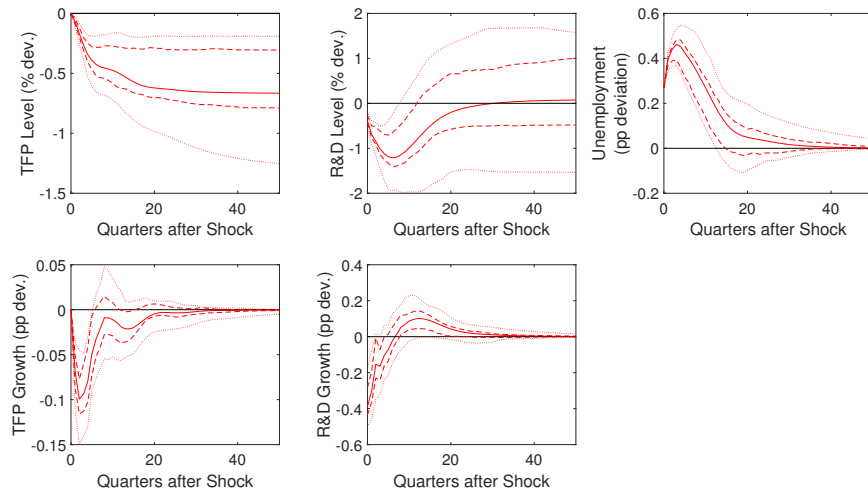 TFP Level (% dev.)
0
-0.5
-1
-1.5
0 20 40
Quarters after Shock
R&D Level (% dev.)
2
1
0
-1
-2
0 20 40
Quarters after Shock
Unemployment
(pp deviation)
0.6
0.4
0.2
0
-0.2
0 20 40
Quarters after Shock
TFP Growth (pp dev.)
0.05
0
-0.05
-0.1
-0.15
0 20 40
Quarters after Shock
R&D Growth (pp dev.)
0.4
0.2
0
-0.2
-0.4
-0.6
0 20 40
Quarters after Shock